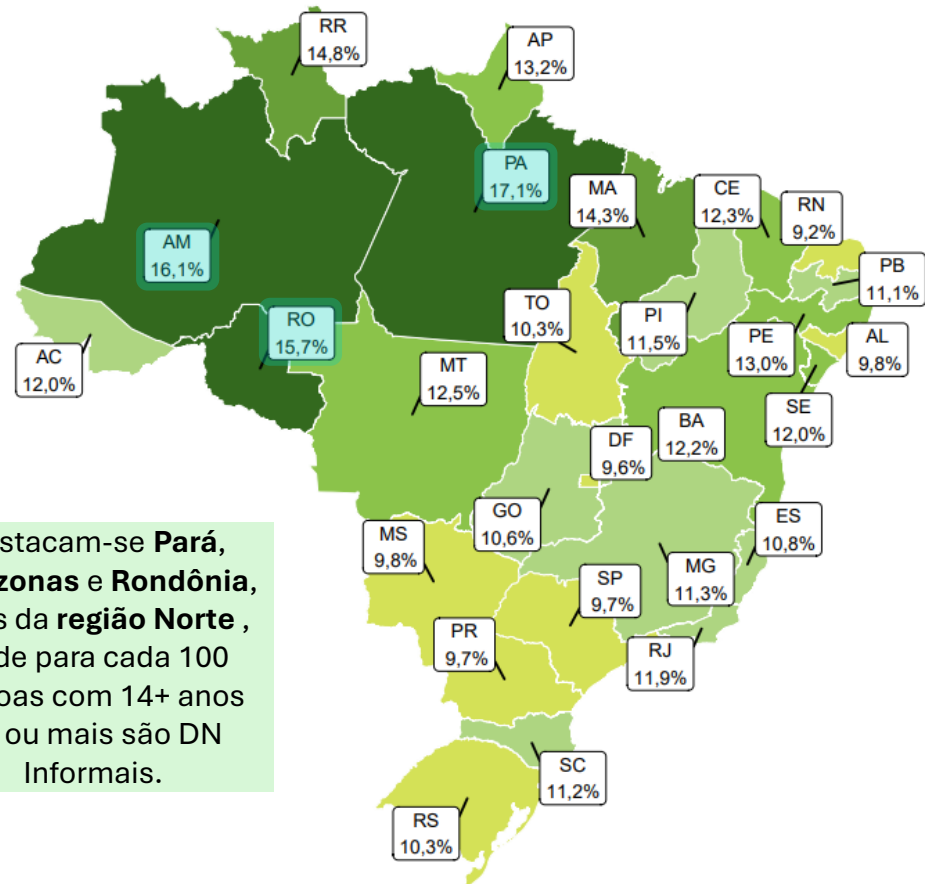 RR
14,8%
AP
13,2%
PA
17,1%
MA
14,3%
CE
12,3%
RN
9,2%
AM
16,1%
PB
11,1%
RO
15,7%
TO
10,3%
PI
11,5%
PE
13,0%
AL
9,8%
AC
12,0%
MT
12,5%
SE
12,0%
BA
12,2%
DF
9,6%
GO
10,6%
ES
10,8%
MS
9,8%
MG
11,3%
SP
9,7%
PR
9,7%
RJ
11,9%
SC
11,2%
RS
10,3%
stacam-se Pará,
zonas e Rondônia,
s da região Norte ,
de para cada 100
oas com 14+ anos
ou mais são DN
Informais.